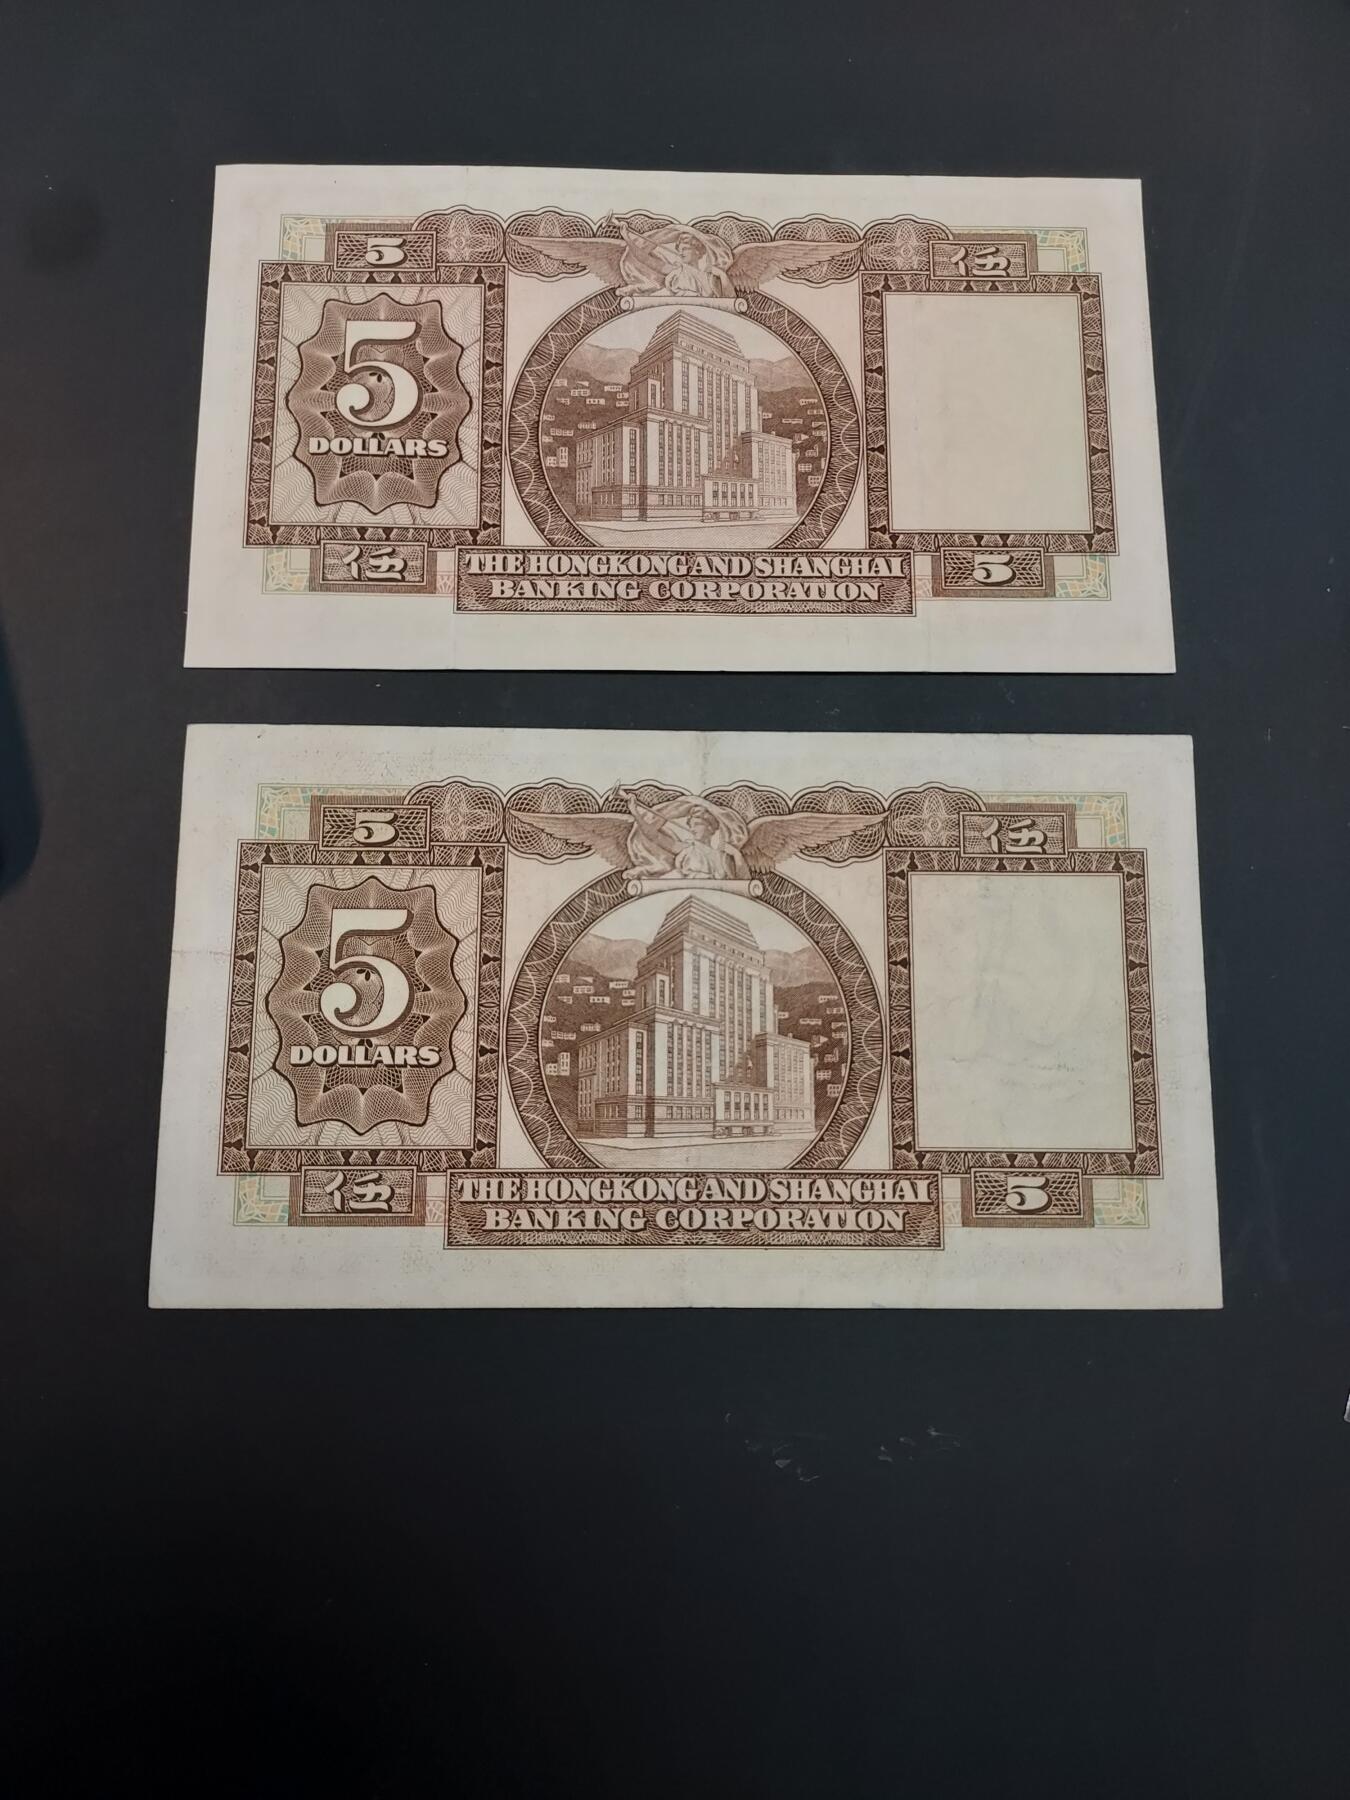 5
伍
5
DOLLARS
伍
5
THE HONGKONG AND SHANGHAI
BANKING CORPORATION
5
伍
5
DOLLARS
伍
5
THE HONGKONG AND SHANGHAI
BANKING CORPORATION